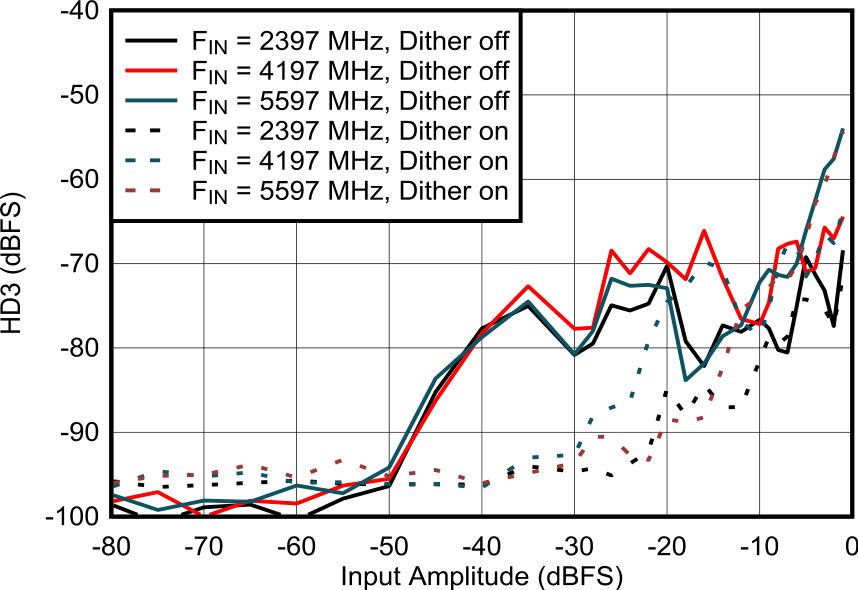 -40
-50
-60
-70
-80
-90
-100
HD3 (dBFS)
FIN = 2397 MHz, Dither off
FIN = 4197 MHz, Dither off
FIN = 5597 MHz, Dither off
FIN = 2397 MHz, Dither on
FIN = 4197 MHz, Dither on
FIN = 5597 MHz, Dither on
-80 -70 -60 -50 -40 -30 -20 -10 0
Input Amplitude (dBFS)